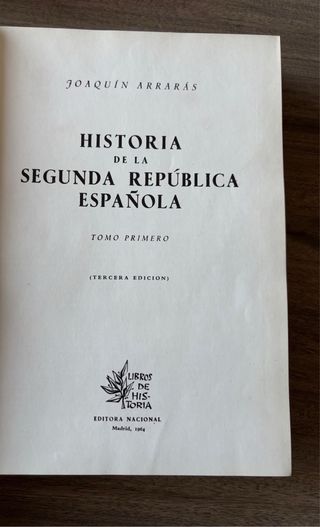 JOAQUÍN ARRARÁS
HISTORIA
DE LA
SEGUNDA REPÚBLICA
ESPAÑOLA
TOMO PRIMERO
(TERCERA EDICION)
LIBROS
DE
HIS-
TORIA
EDITORA NACIONAL
Madrid, 1964